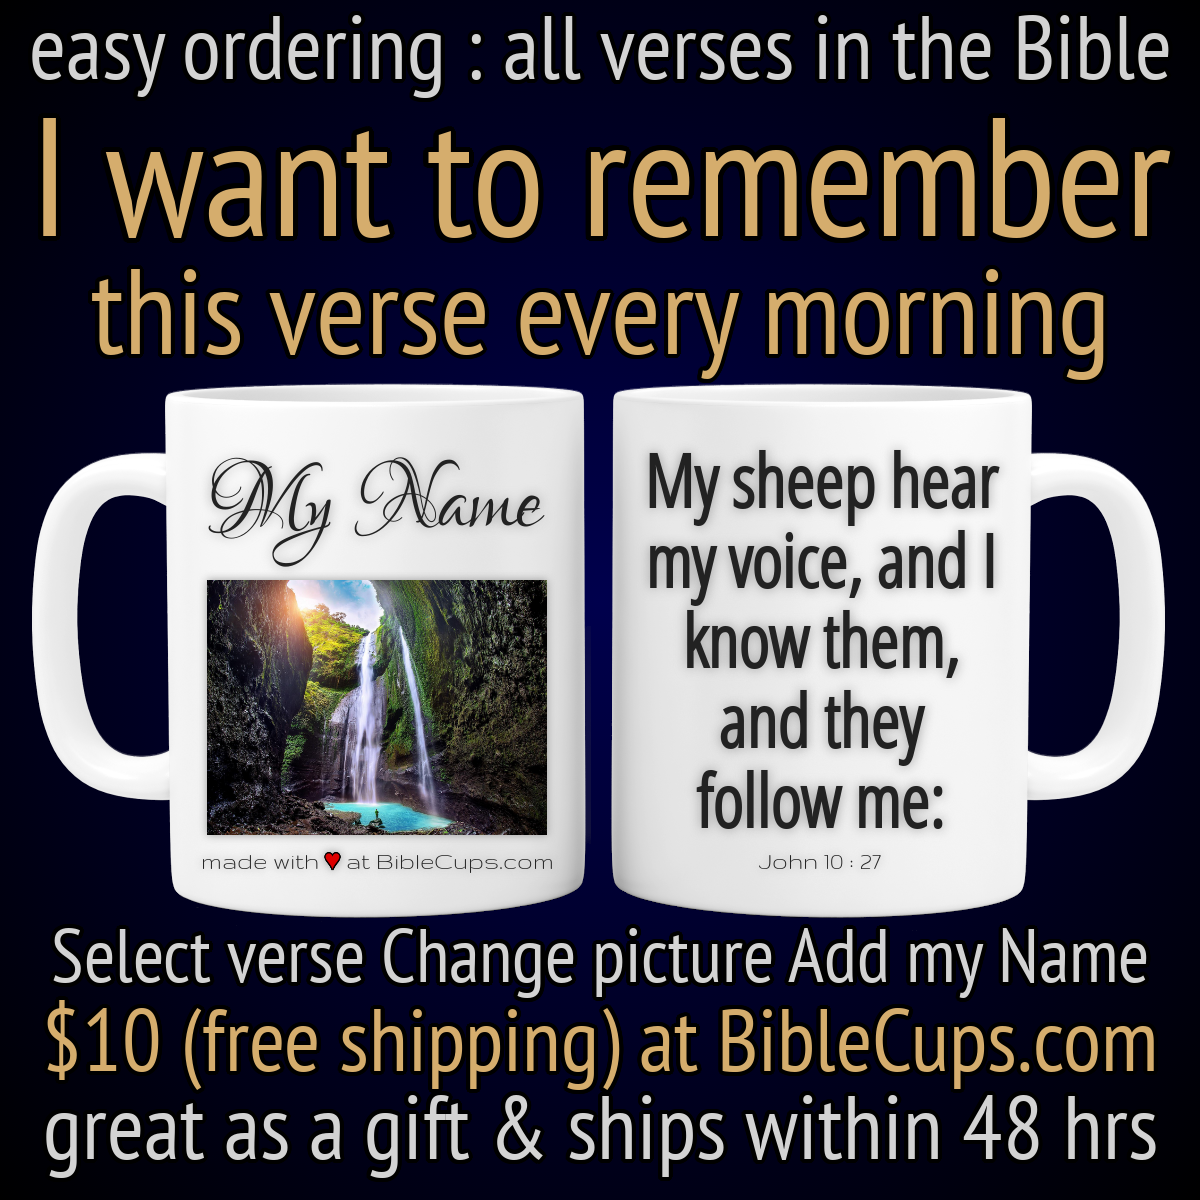 easy ordering : all verses in the Bible
I want to remember
this verse every morning
My Name
made with ♥ at BibleCups.com
My sheep hear
my voice, and I
know them,
and they
follow me:
John 10 : 27
Select verse Change picture Add my Name
$10 (free shipping) at BibleCups.com
great as a gift & ships within 48 hrs